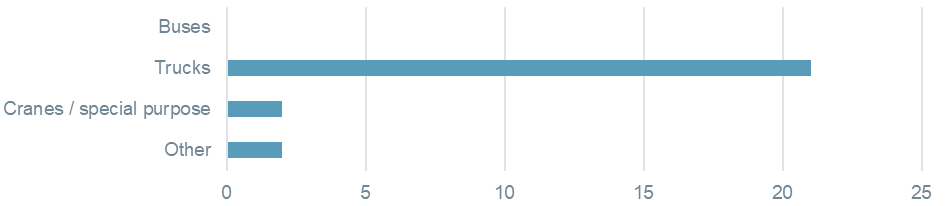 Buses
Trucks
Cranes / special purpose
Other
0 5 10 15 20 25